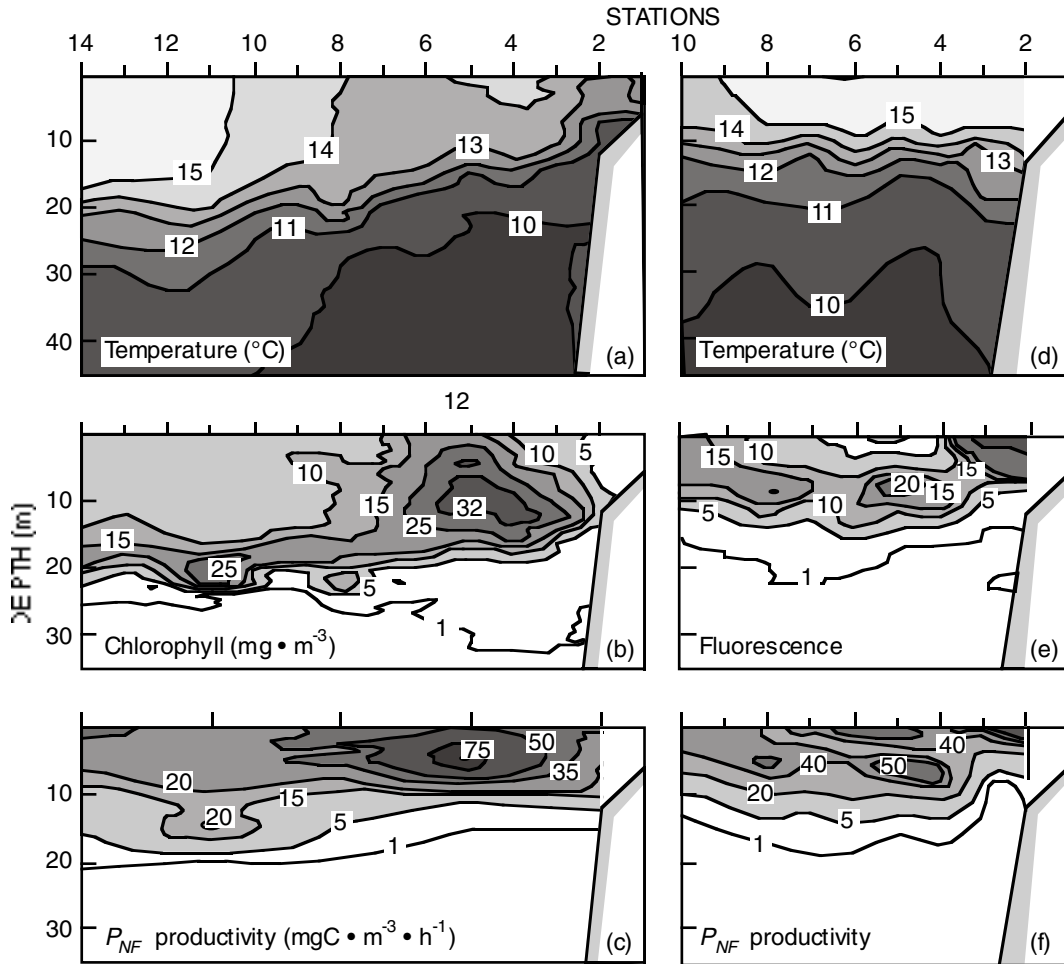 STATIONS
14 12 10 8 6 4 2
10 8 6 4 2
10 20 30 40
15 14 13 12 11 10
Temperature (°C) (a)
14 15 13 12 11 10
Temperature (°C) (d)
12
DEPTH (m)
10 20 30
10 5 10 15 32 25 15 25 5 1
Chlorophyll (mg • m-3) (b)
15 10 15 20 15 10 5 5 1
Fluorescence (e)
10 20 30
75 50 35 20 15 20 5 1
PNF productivity (mgC • m-3 • h-1) (c)
40 40 50 20 5 1
PNF productivity (f)